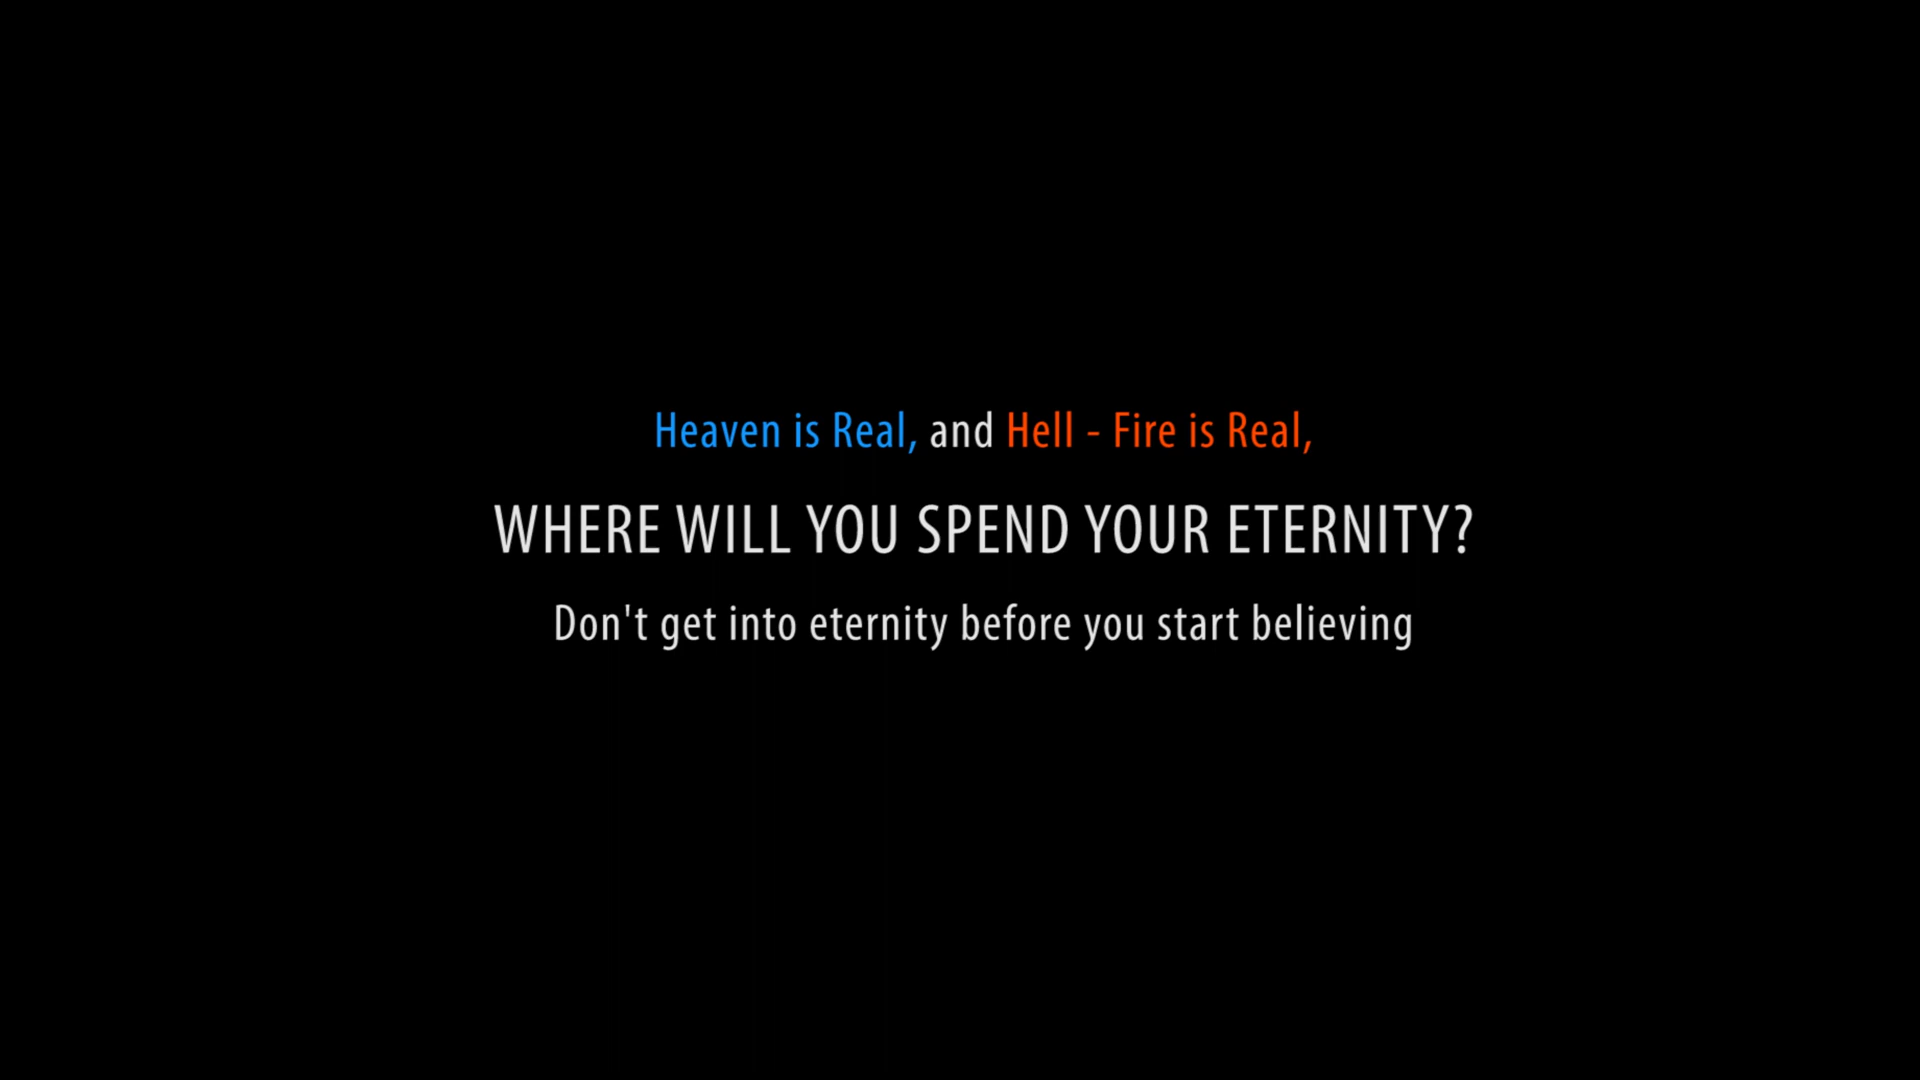 Heaven is Real, and Hell - Fire is Real,
WHERE WILL YOU SPEND YOUR ETERNITY?
Don't get into eternity before you start believing